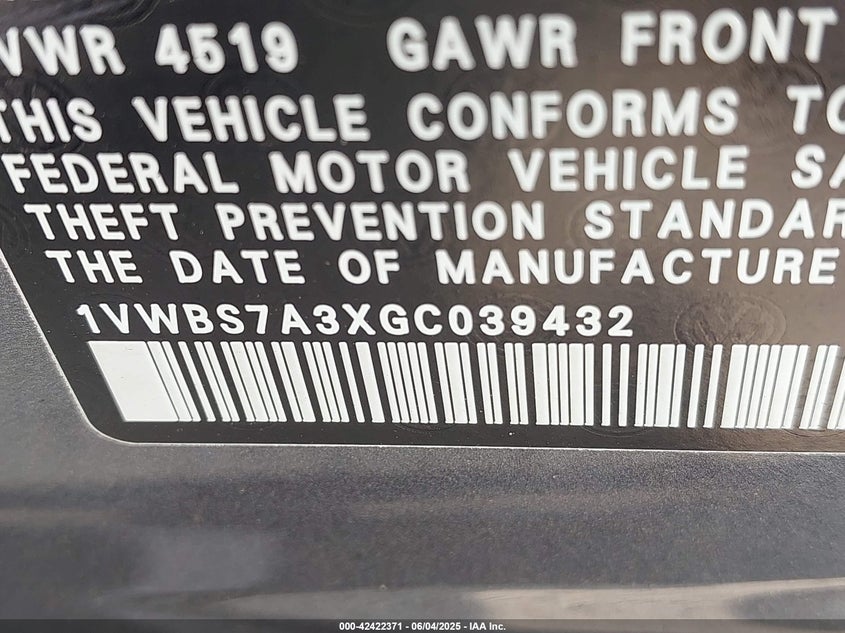 VWR 4519 GAWR FRONT
THIS VEHICLE CONFORMS TO
FEDERAL MOTOR VEHICLE SA
THEFT PREVENTION STANDAR
THE DATE OF MANUFACTURE
1VWBS7A3XGC039432
000-42422371 | 06/04/2025 - IAA Inc.